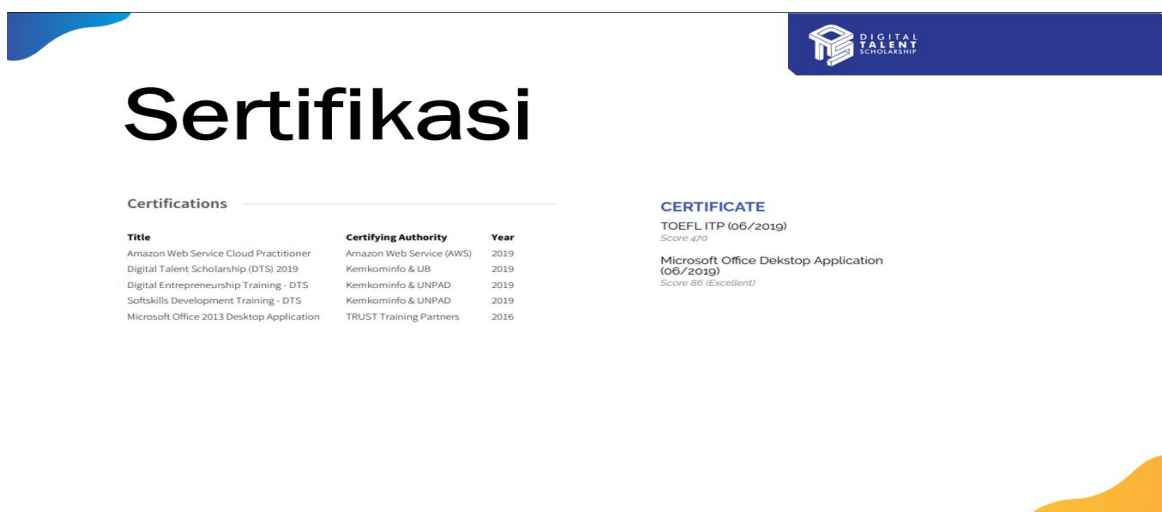 DIGITAL
TALENT
SCHOLARSHIP
Sertifikasi
Certifications
Title Certifying Authority Year
Amazon Web Service Cloud Practitioner Amazon Web Service (AWS) 2019
Digital Talent Scholarship (DTS) 2019 Kemkominfo & UB 2019
Digital Entrepreneurship Training - DTS Kemkominfo & UNPAD 2019
Softskills Development Training - DTS Kemkominfo & UNPAD 2019
Microsoft Office 2013 Desktop Application TRUST Training Partners 2016
CERTIFICATE
TOEFL ITP (06/2019)
Score 470
Microsoft Office Dekstop Application
(06/2019)
Score 86 (Excellent)